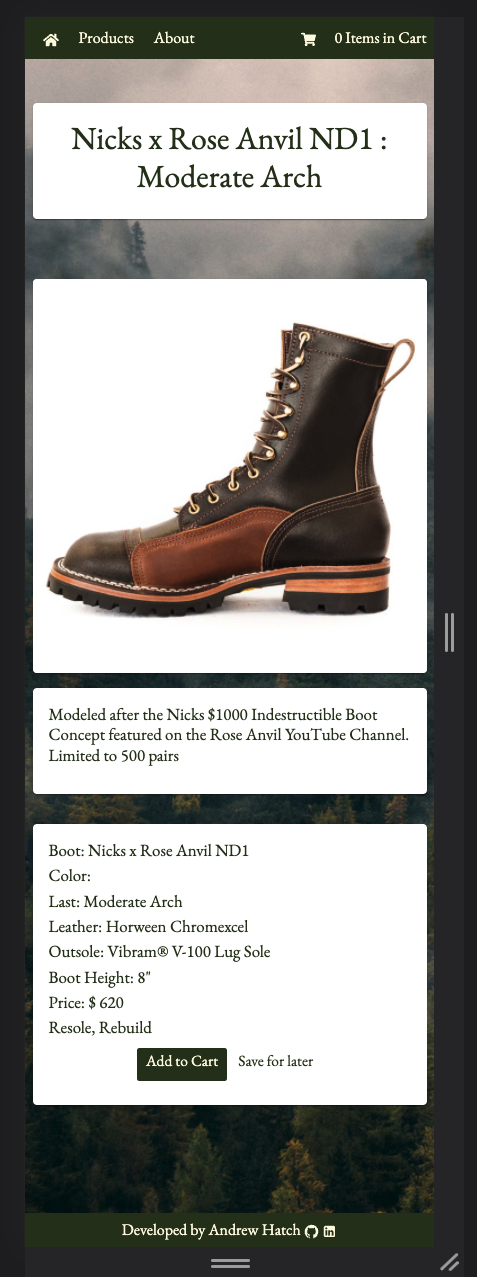 Products About 0 Items in Cart
Nicks x Rose Anvil ND1 :
Moderate Arch
Modeled after the Nicks $1000 Indestructible Boot
Concept featured on the Rose Anvil YouTube Channel.
Limited to 500 pairs
Boot: Nicks x Rose Anvil ND1
Color:
Last: Moderate Arch
Leather: Horween Chromexcel
Outsole: Vibram® V-100 Lug Sole
Boot Height: 8"
Price: $ 620
Resole, Rebuild
Add to Cart Save for later
Developed by Andrew Hatch